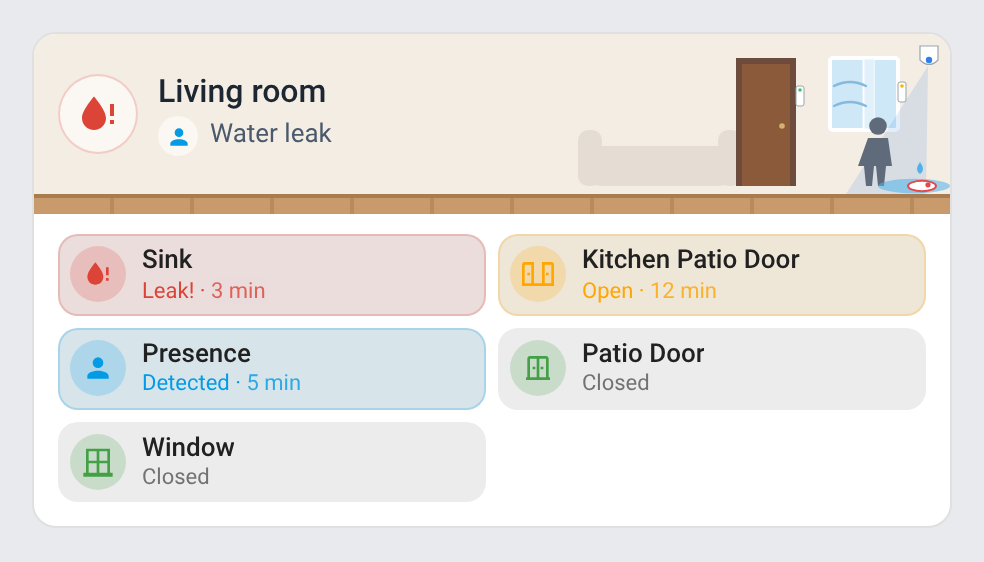 Living room
Water leak
Sink
Leak! · 3 min
Kitchen Patio Door
Open · 12 min
Presence
Detected · 5 min
Patio Door
Closed
Window
Closed